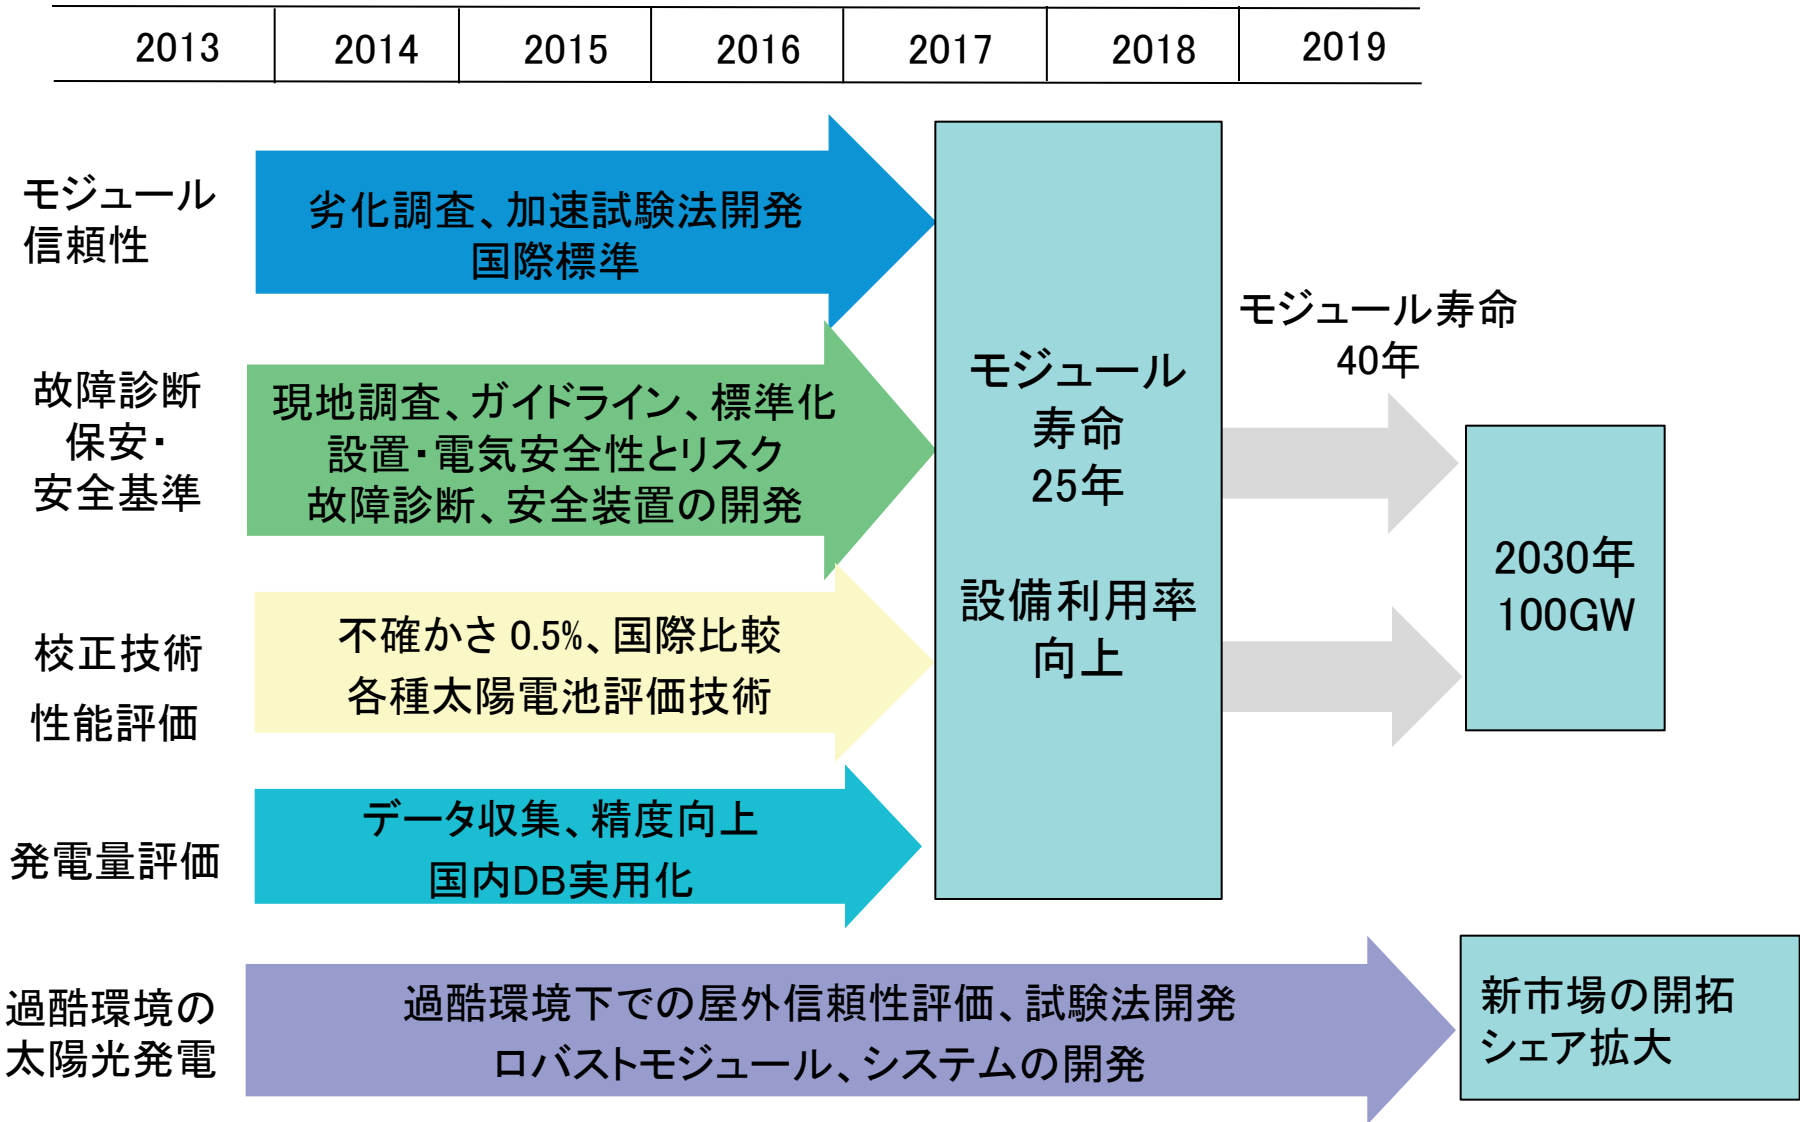 2013 2014 2015 2016 2017 2018 2019
モジュール
信頼性
劣化調査、加速試験法開発
国際標準
故障診断
保安・
安全基準
現地調査、ガイドライン、標準化
設置・電気安全性とリスク
故障診断、安全装置の開発
校正技術
性能評価
不確かさ 0.5%、国際比較
各種太陽電池評価技術
発電量評価
データ収集、精度向上
国内DB実用化
モジュール
寿命
25年
設備利用率
向上
モジュール寿命
40年
2030年
100GW
過酷環境の
太陽光発電
過酷環境下での屋外信頼性評価、試験法開発
ロバストモジュール、システムの開発
新市場の開拓
シェア拡大